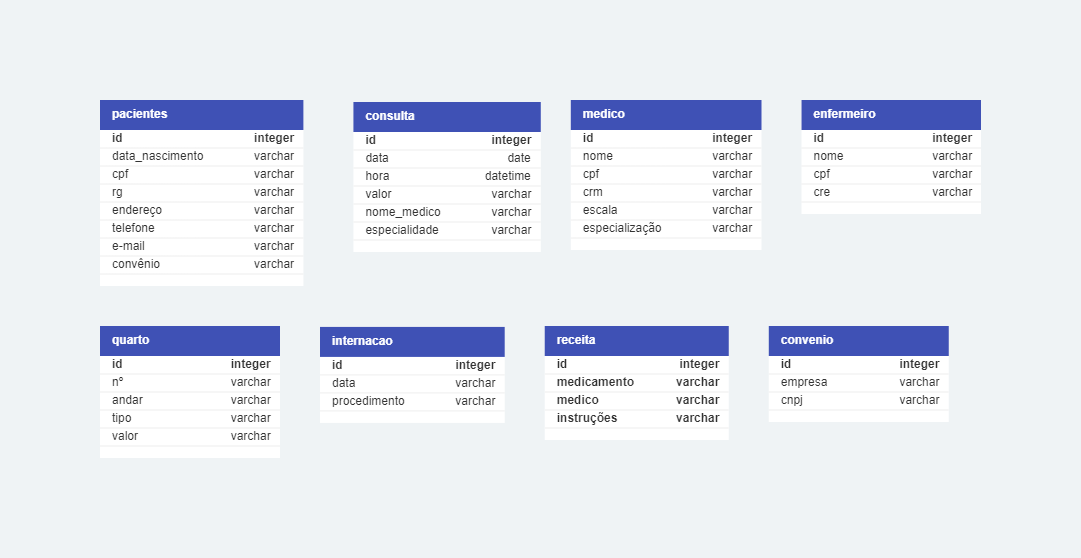 pacientes
id integer
data_nascimento varchar
cpf varchar
rg varchar
endereço varchar
telefone varchar
e-mail varchar
convênio varchar
consulta
id integer
data date
hora datetime
valor varchar
nome_medico varchar
especialidade varchar
medico
id integer
nome varchar
cpf varchar
crm varchar
escala varchar
especialização varchar
enfermeiro
id integer
nome varchar
cpf varchar
cre varchar
quarto
id integer
nº varchar
andar varchar
tipo varchar
valor varchar
internacao
id integer
data varchar
procedimento varchar
receita
id integer
medicamento varchar
medico varchar
instruções varchar
convenio
id integer
empresa varchar
cnpj varchar